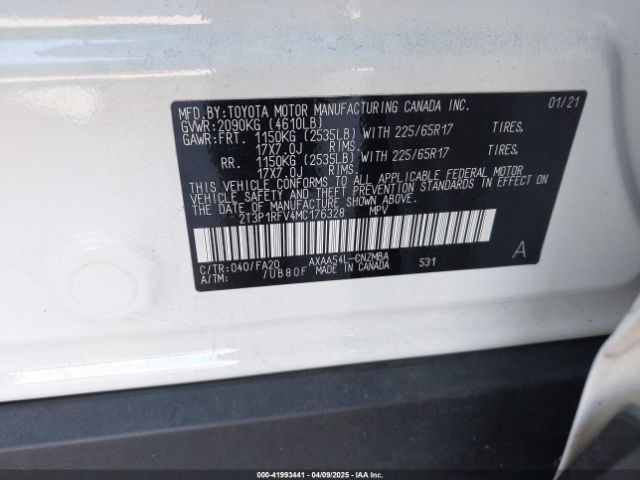 MFD.BY:TOYOTA MOTOR MANUFACTURING CANADA INC. 01/21
GVWR:2090KG (4610LB)
GAWR:FRT. 1150KG (2535LB) WITH 225/65R17 TIRES,
17X7.0J RIMS.
RR. 1150KG (2535LB) WITH 225/65R17 TIRES,
17X7.0J RIMS.
THIS VEHICLE CONFORMS TO ALL APPLICABLE FEDERAL MOTOR
VEHICLE SAFETY AND THEFT PREVENTION STANDARDS IN EFFECT ON
THE DATE OF MANUFACTURE SHOWN ABOVE.
2T3P1RFV4MC176328 MPV
C/TR:040/FA20 AXAA54L-CNZMBA 531 A
A/TM: /UB80F MADE IN CANADA
000-41993441 | 04/09/2025 - IAAI.COM